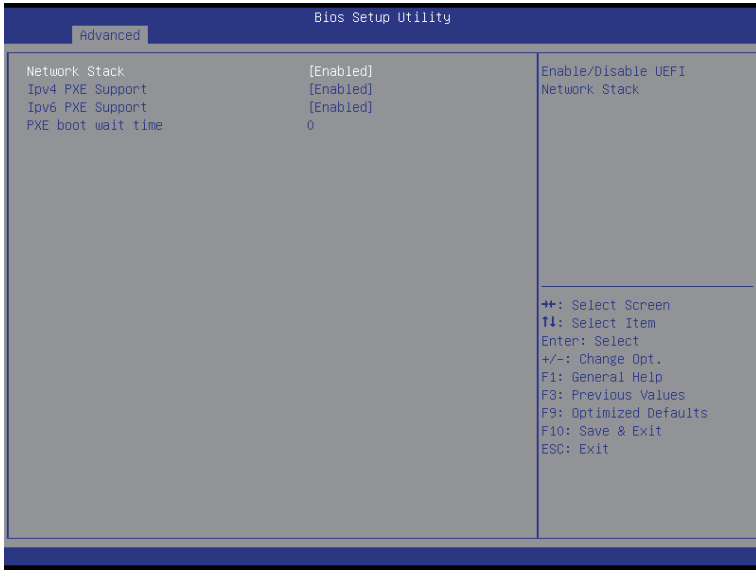 Bios Setup Utility
Advanced
Network Stack [Enabled]
Ipv4 PXE Support [Enabled]
Ipv6 PXE Support [Enabled]
PXE boot wait time 0
Enable/Disable UEFI
Network Stack
→←: Select Screen
↑↓: Select Item
Enter: Select
+/-: Change Opt.
F1: General Help
F3: Previous Values
F9: Optimized Defaults
F10: Save & Exit
ESC: Exit